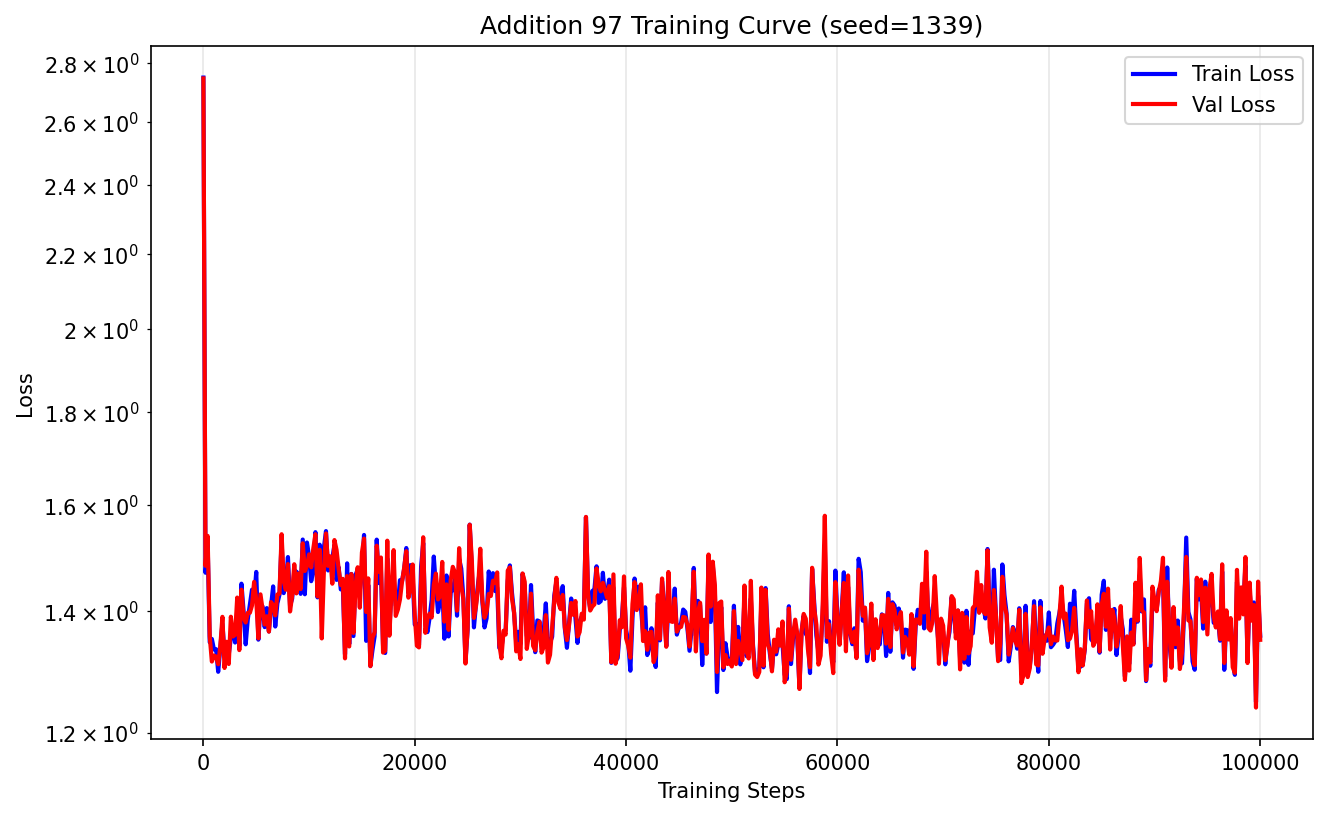 Addition 97 Training Curve (seed=1339)
Train Loss
Val Loss
2.8 × 10⁰
2.6 × 10⁰
2.4 × 10⁰
2.2 × 10⁰
2 × 10⁰
1.8 × 10⁰
1.6 × 10⁰
1.4 × 10⁰
1.2 × 10⁰
Loss
0
20000
40000
60000
80000
100000
Training Steps